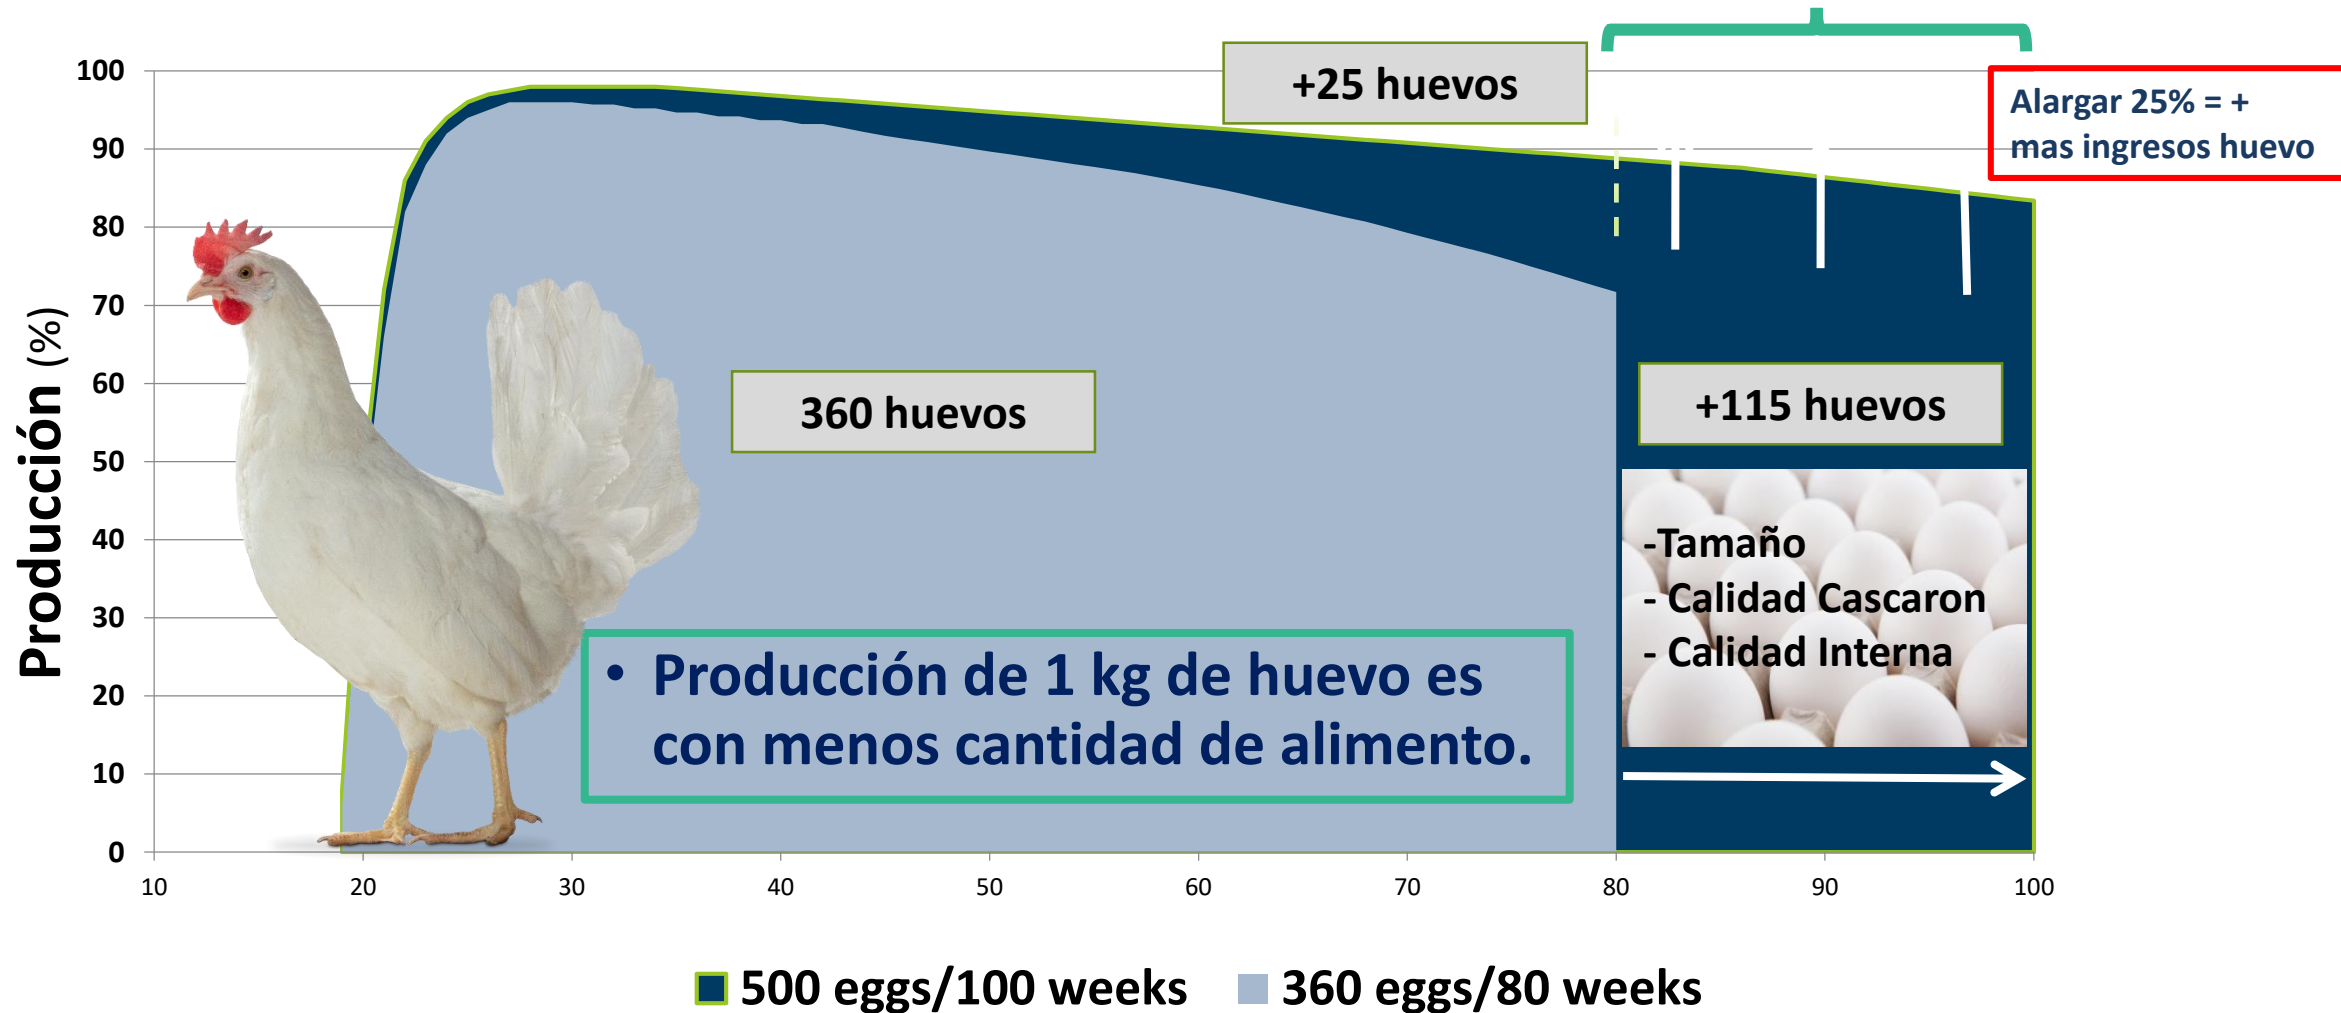 +25 huevos
Alargar 25% = +
mas ingresos huevo
100
90
80
70
60
50
40
30
20
10
0
Producción (%)
360 huevos
+115 huevos
-Tamaño
- Calidad Cascaron
- Calidad Interna
• Producción de 1 kg de huevo es
con menos cantidad de alimento.
10 20 30 40 50 60 70 80 90 100
500 eggs/100 weeks 360 eggs/80 weeks